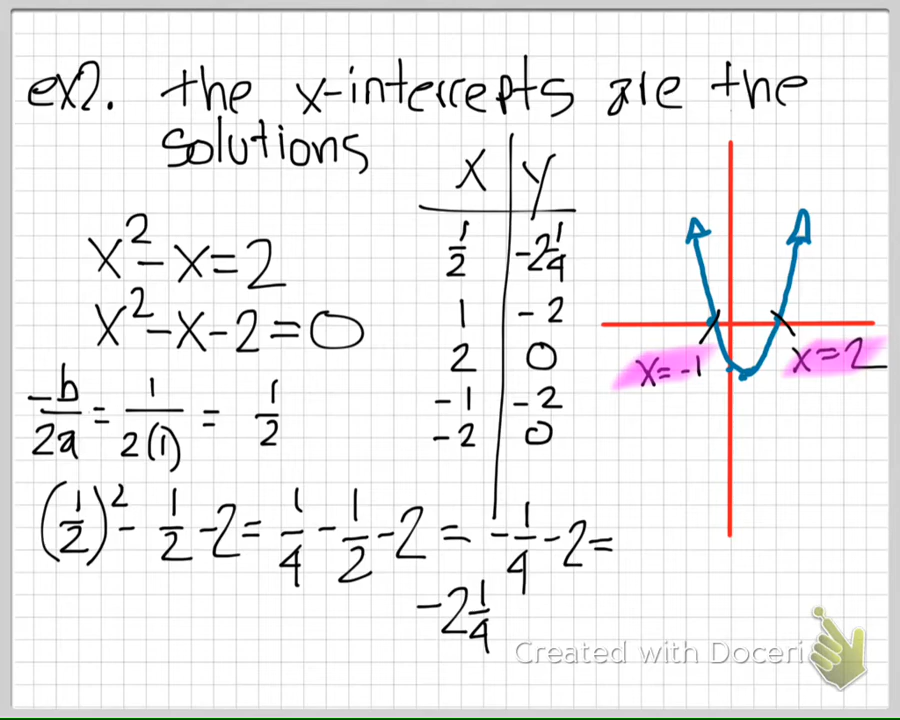 ex2. the x-intercepts are the
solutions
x² - x = 2
x² - x - 2 = 0
-b/2a = 1/2(1) = 1/2
x | y
1/2 | -2 1/4
1 | -2
2 | 0
-1 | -2
-2 | 0
x = -1
x = 2
(1/2)² - 1/2 - 2 = 1/4 - 1/2 - 2 = -1/4 - 2 =
-2 1/4
Created with Doceri